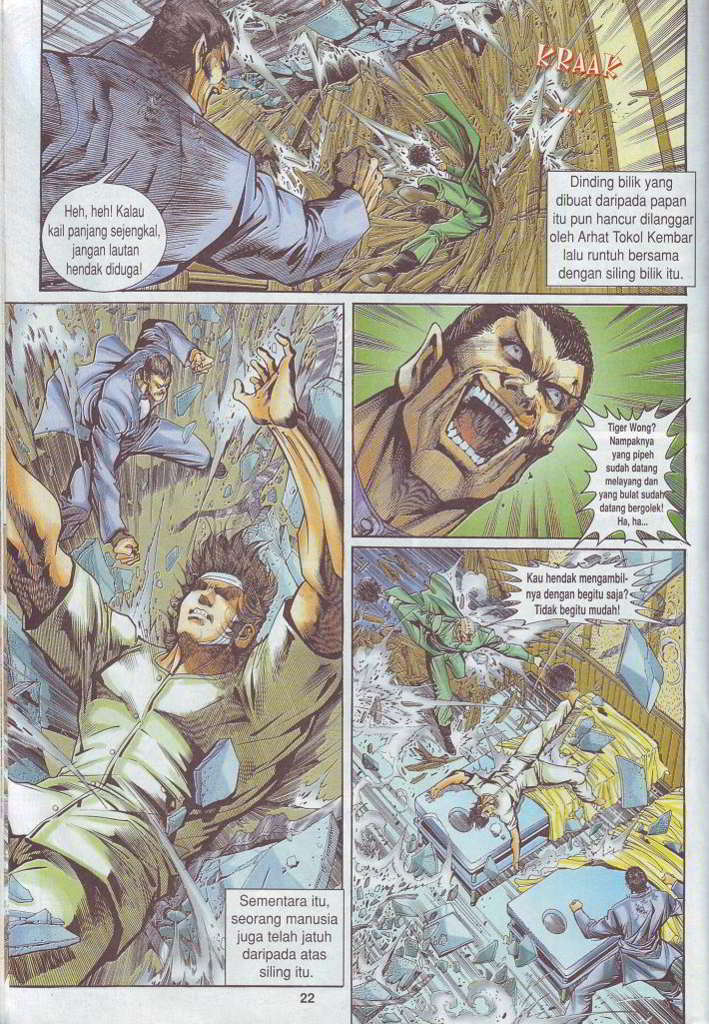 KRAAK
...
Heh, heh! Kalau
kail panjang sejengkal,
jangan lautan
hendak diduga!
Dinding bilik yang
dibuat daripada papan
itu pun hancur dilanggar
oleh Arhat Tokol Kembar
lalu runtuh bersama
dengan siling bilik itu.
Sementara itu,
seorang manusia
juga telah jatuh
daripada atas
siling itu.
Tiger Wong?
Nampaknya
yang pipeh
sudah datang
melayang dan
yang bulat sudah
datang bergolek!
Ha, ha...
Kau hendak mengambil-
nya dengan begitu saja?
Tidak begitu mudah!
22